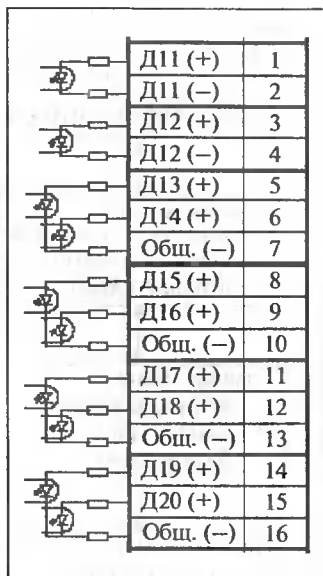 Д11 (+) 1
Д11 (−) 2
Д12 (+) 3
Д12 (−) 4
Д13 (+) 5
Д14 (+) 6
Общ. (−) 7
Д15 (+) 8
Д16 (+) 9
Общ. (−) 10
Д17 (+) 11
Д18 (+) 12
Общ. (−) 13
Д19 (+) 14
Д20 (+) 15
Общ. (−) 16